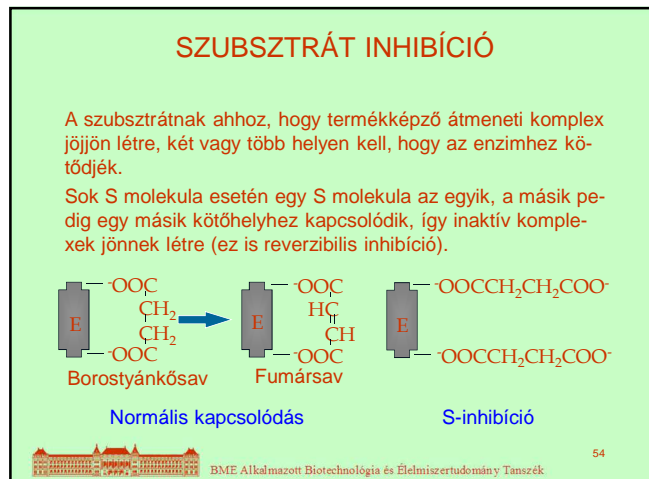 SZUBSZTRÁT INHIBÍCIÓ
A szubsztrátnak ahhoz, hogy termékképző átmeneti komplex
jöjjön létre, két vagy több helyen kell, hogy az enzimhez kö-
tődjék.
Sok S molekula esetén egy S molekula az egyik, a másik pe-
dig egy másik kötőhelyhez kapcsolódik, így inaktív komple-
xek jönnek létre (ez is reverzibilis inhibíció).
⁻OOC
CH₂
E
CH₂
⁻OOC
Borostyánkősav
⁻OOC
HC
E
CH
⁻OOC
Fumársav
Normális kapcsolódás
⁻OOCCH₂CH₂COO⁻
E
⁻OOCCH₂CH₂COO⁻
S-inhibíció
54
BME Alkalmazott Biotechnológia és Élelmiszertudomány Tanszék